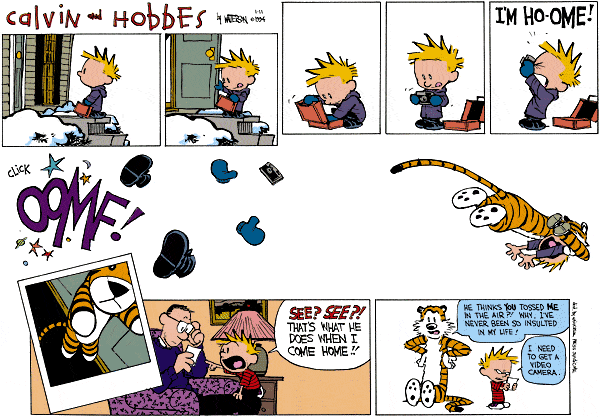 Calvin and Hobbes
by WATTERSON
I'M HO-OME!
CLICK
OOMF!
SEE? SEE?!
THAT'S WHAT HE
DOES WHEN I
COME HOME!!
HE THINKS YOU TOSSED ME
IN THE AIR?!? WHY, I'VE
NEVER BEEN SO INSULTED
IN MY LIFE!
I NEED
TO GET A
VIDEO
CAMERA.